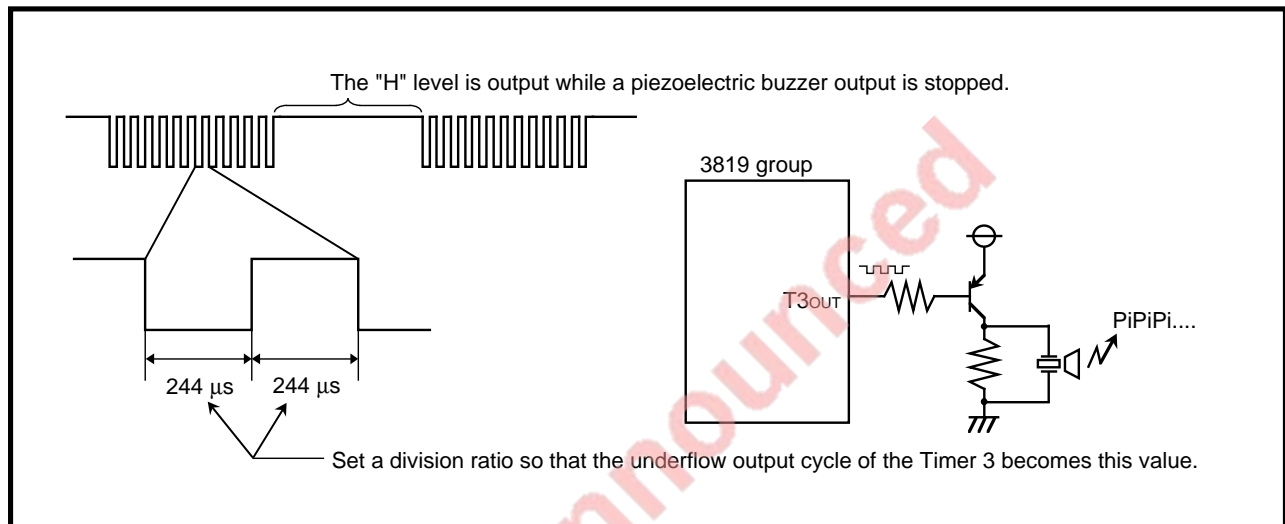 The "H" level is output while a piezoelectric buzzer output is stopped.
3819 group
T3OUT
PiPiPi....
244 µs 244 µs
Set a division ratio so that the underflow output cycle of the Timer 3 becomes this value.
nnounced